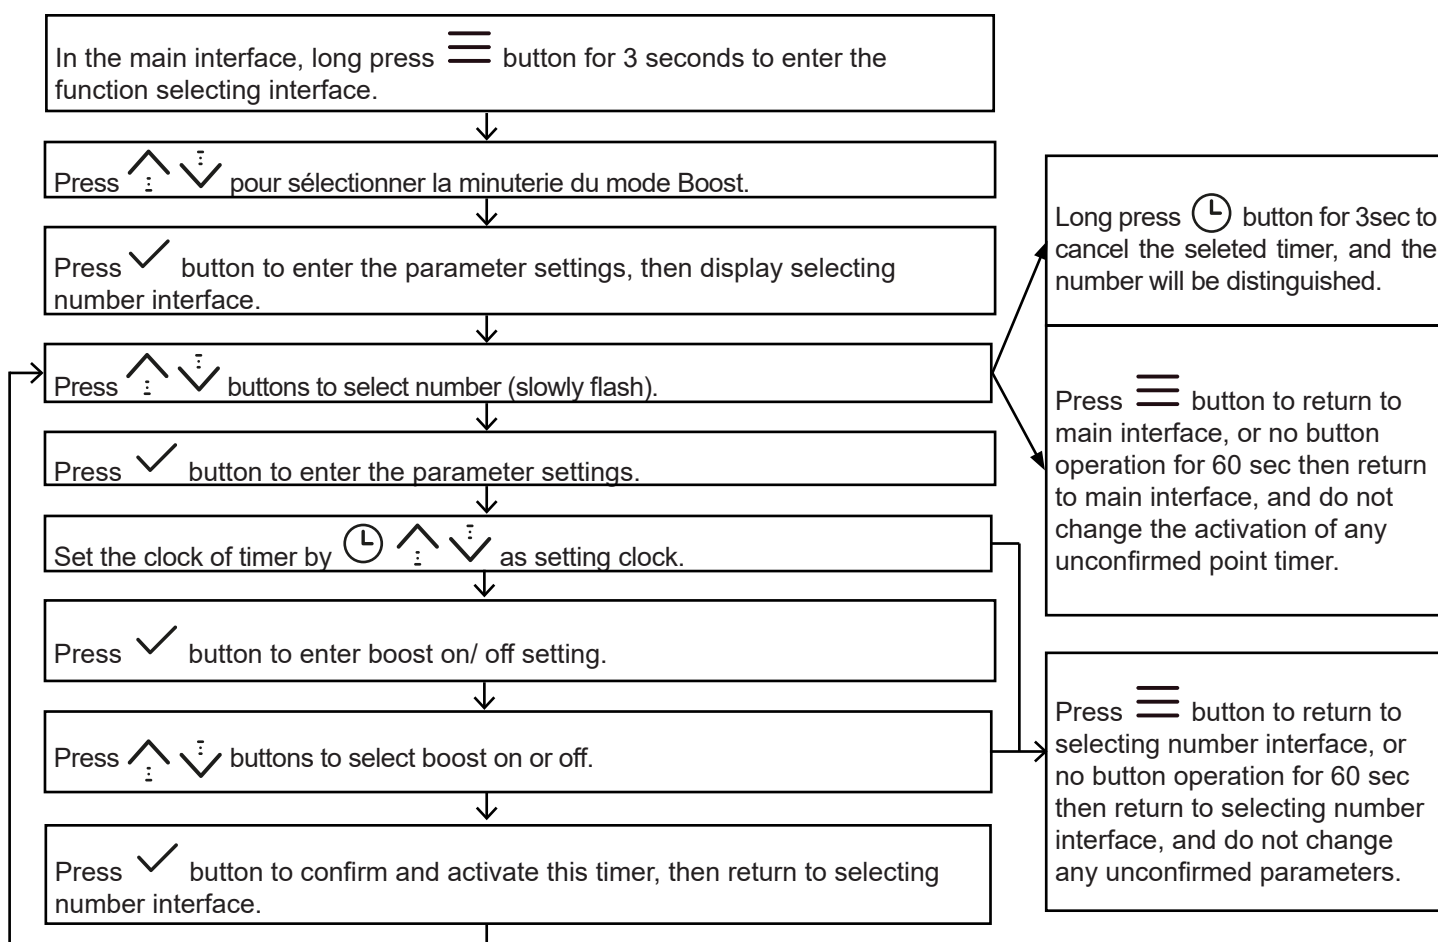 In the main interface, long press button for 3 seconds to enter the
function selecting interface.
Press pour sélectionner la minuterie du mode Boost.
Press button to enter the parameter settings, then display selecting
number interface.
Press buttons to select number (slowly flash).
Press button to enter the parameter settings.
Set the clock of timer by as setting clock.
Press button to enter boost on/ off setting.
Press buttons to select boost on or off.
Press button to confirm and activate this timer, then return to selecting
number interface.
Long press button for 3sec to
cancel the seleted timer, and the
number will be distinguished.
Press button to return to
main interface, or no button
operation for 60 sec then return
to main interface, and do not
change the activation of any
unconfirmed point timer.
Press button to return to
selecting number interface, or
no button operation for 60 sec
then return to selecting number
interface, and do not change
any unconfirmed parameters.